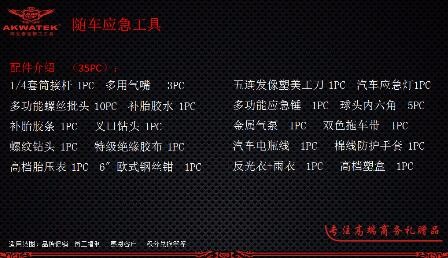 AKWATEK
随车应急工具
配件介绍 （35PC）：
1/4套筒接杆 1PC 多用气嘴 3PC
多功能螺丝批头 10PC 补胎胶水 1PC
补胎胶条 1PC 叉口钻头 1PC
螺纹钻头 1PC 特级绝缘胶布 1PC
高档胎压表 1PC 6"欧式钢丝钳 1PC
五连发像塑美工刀 1PC 汽车应急灯1PC
多功能应急锤 1PC 球头内六角 5PC
金属气泵 1PC 双色拖车带 1PC
汽车电瓶线 1PC 棉线防护手套 1PC
反光衣+雨衣 1PC 高档塑盒 1PC
专注高端商务礼赠品